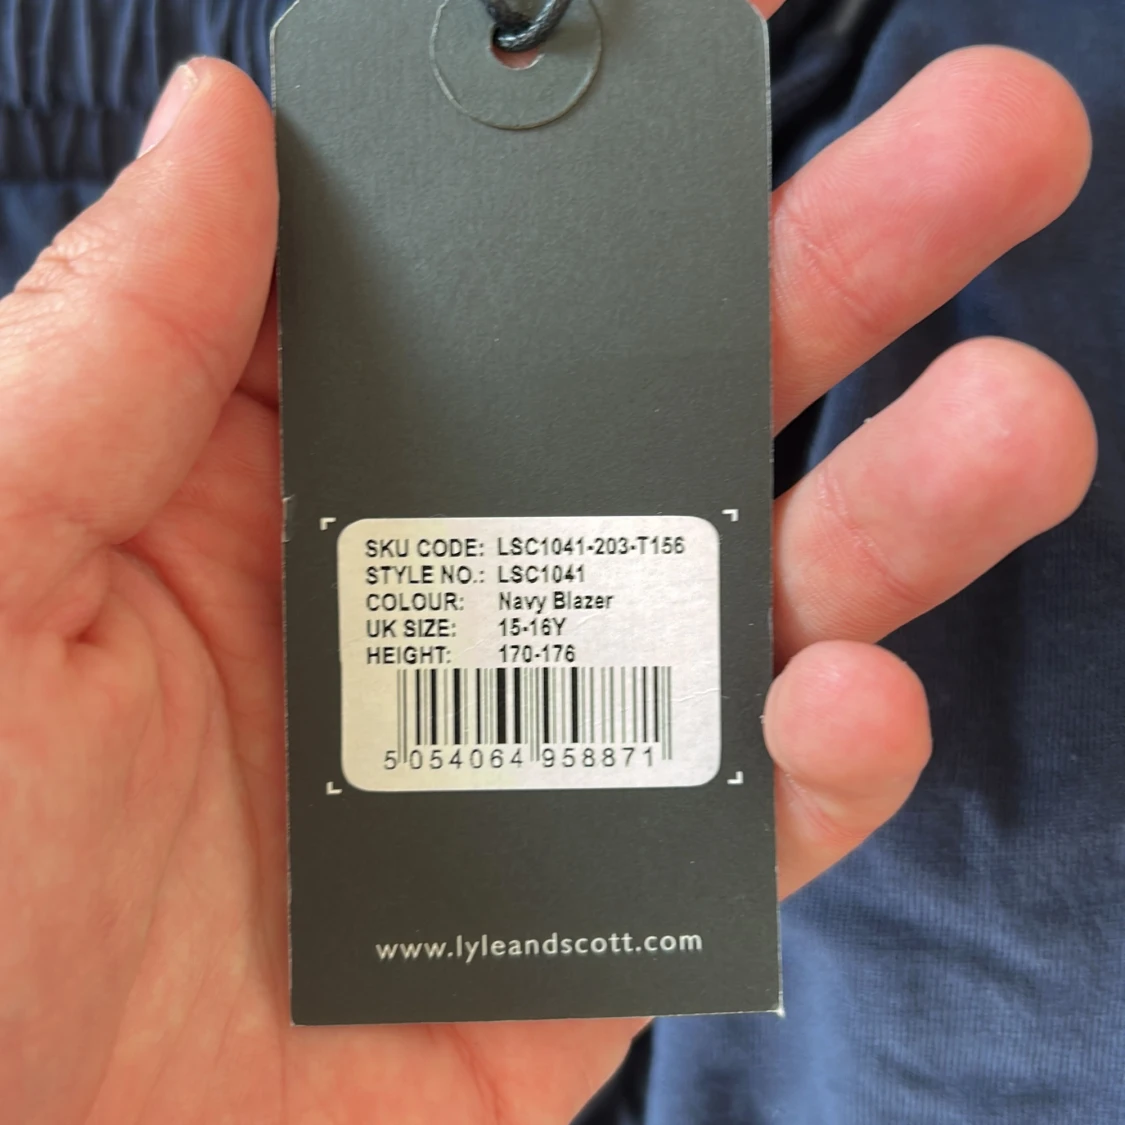 SKU CODE: LSC1041-203-T156
STYLE NO.: LSC1041
COLOUR: Navy Blazer
UK SIZE: 15-16Y
HEIGHT: 170-176
5 054064 958871
www.lyleandscott.com